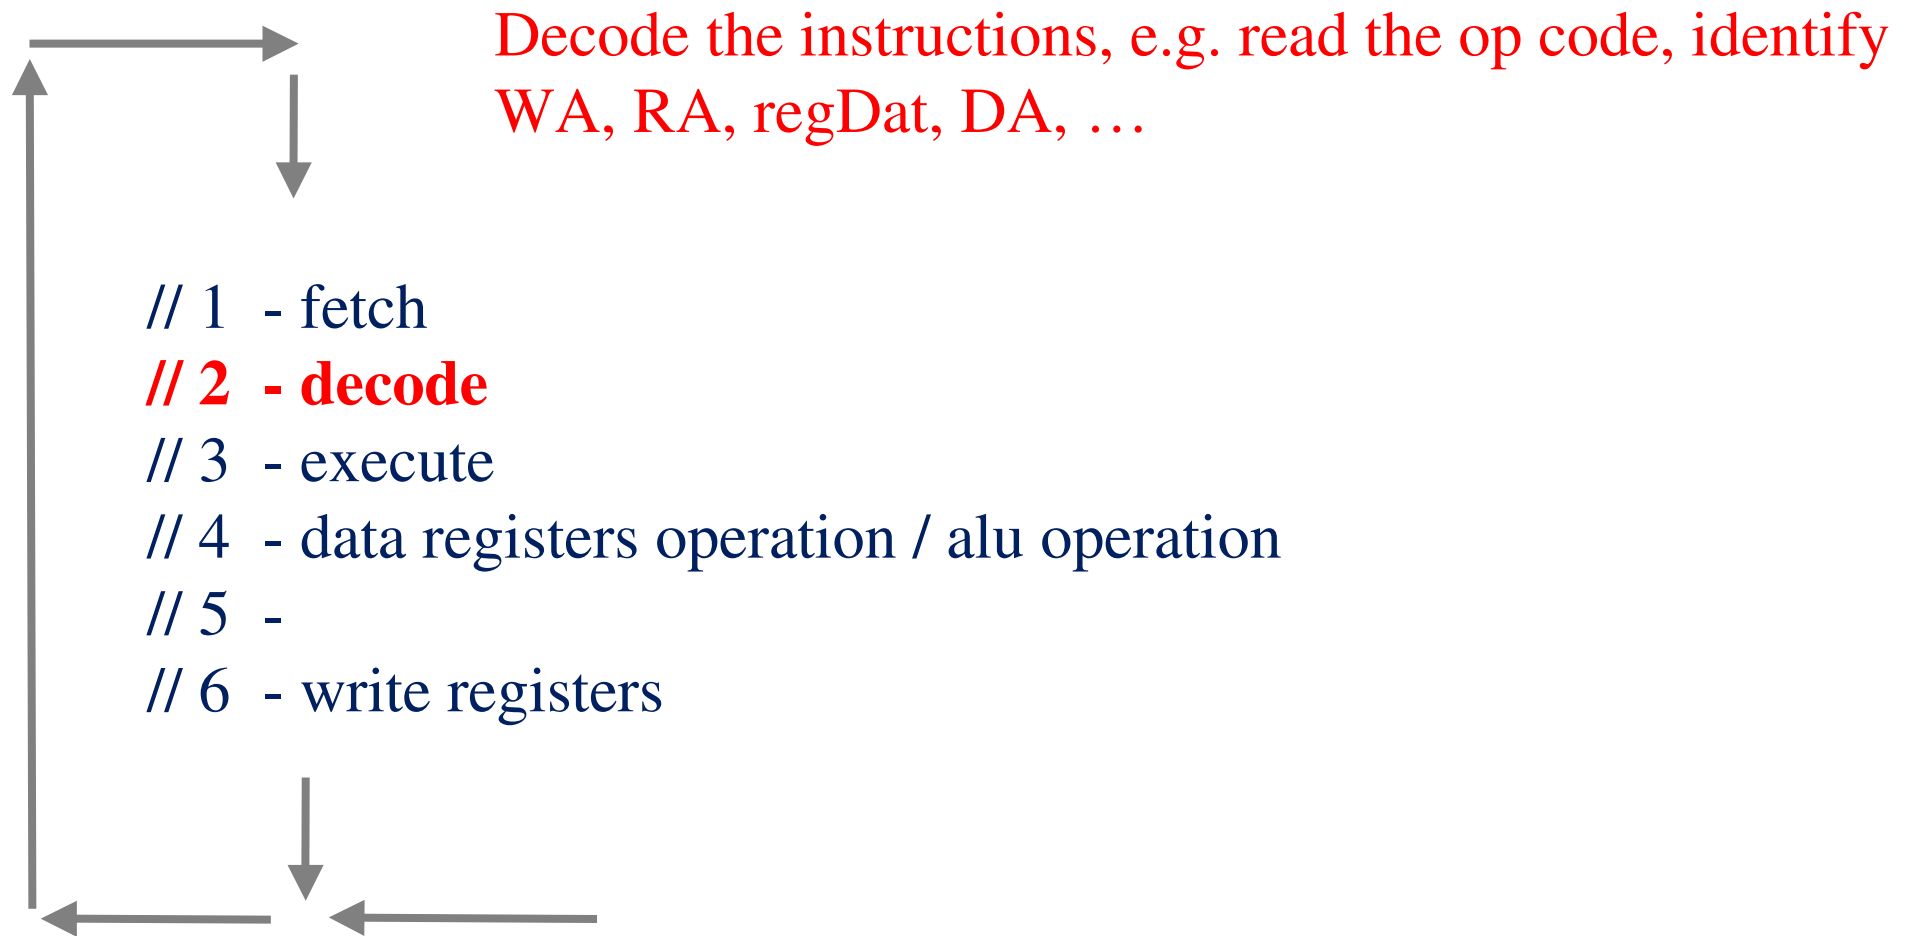 Decode the instructions, e.g. read the op code, identify
WA, RA, regDat, DA, …
// 1 - fetch
// 2 - decode
// 3 - execute
// 4 - data registers operation / alu operation
// 5 -
// 6 - write registers